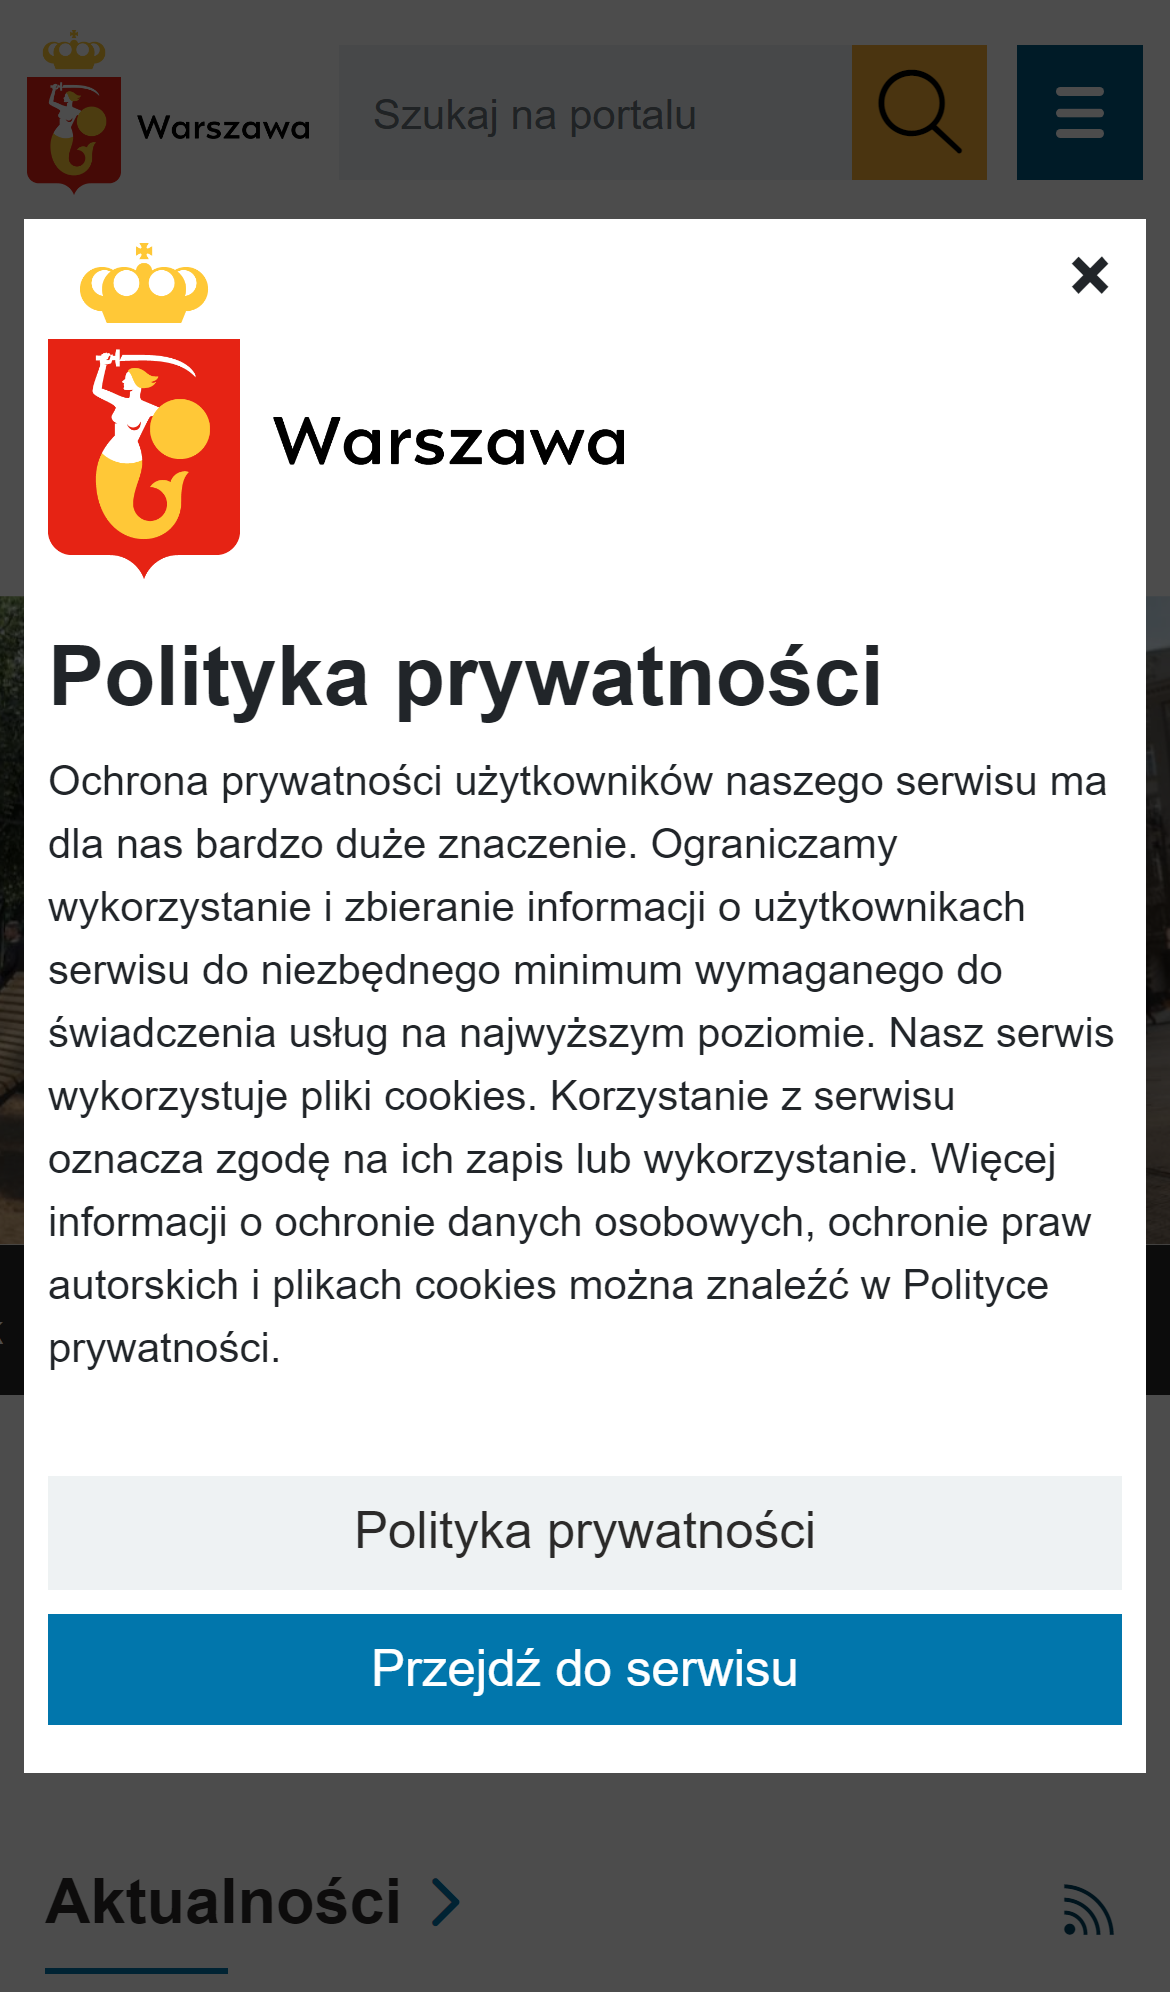 Warszawa
Szukaj na portalu
Warszawa
Polityka prywatności
Ochrona prywatności użytkowników naszego serwisu ma
dla nas bardzo duże znaczenie. Ograniczamy
wykorzystanie i zbieranie informacji o użytkownikach
serwisu do niezbędnego minimum wymaganego do
świadczenia usług na najwyższym poziomie. Nasz serwis
wykorzystuje pliki cookies. Korzystanie z serwisu
oznacza zgodę na ich zapis lub wykorzystanie. Więcej
informacji o ochronie danych osobowych, ochronie praw
autorskich i plikach cookies można znaleźć w Polityce
prywatności.
Polityka prywatności
Przejdź do serwisu
Aktualności